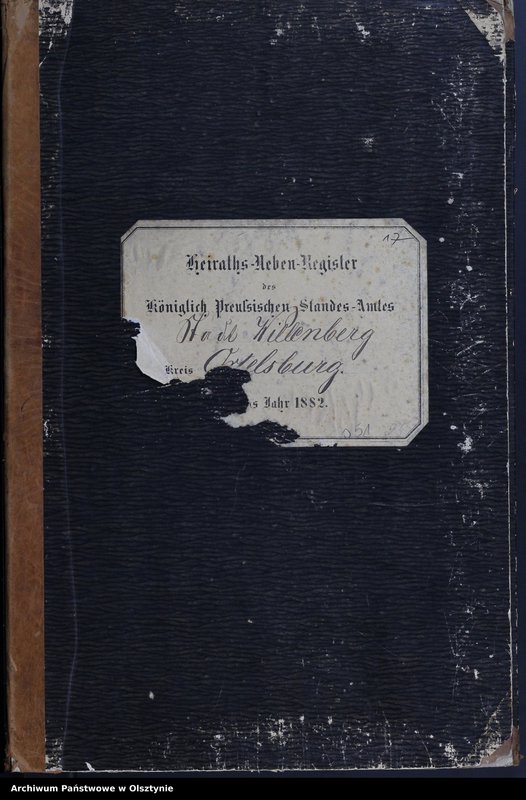 17
Heiraths-Neben-Register
des
Königlich Preußischen Standes-Amtes
Stadt Willenberg
Kreis Ortelsburg.
s Jahr 1882.
Archiwum Państwowe w Olsztynie